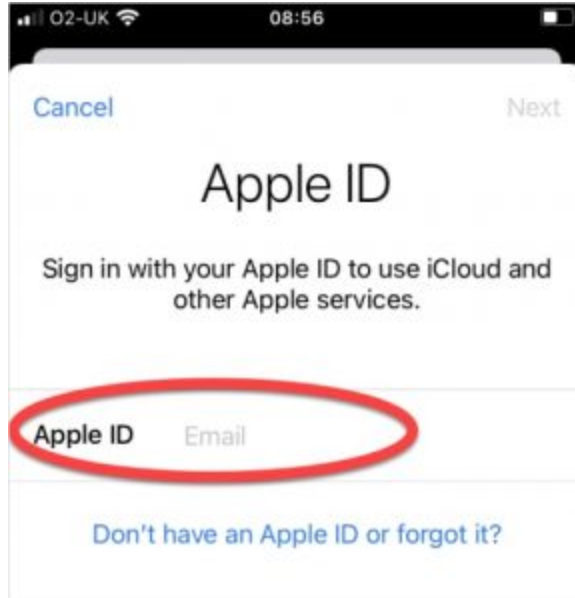 O2-UK 08:56
Cancel Next
Apple ID
Sign in with your Apple ID to use iCloud and
other Apple services.
Apple ID Email
Don't have an Apple ID or forgot it?